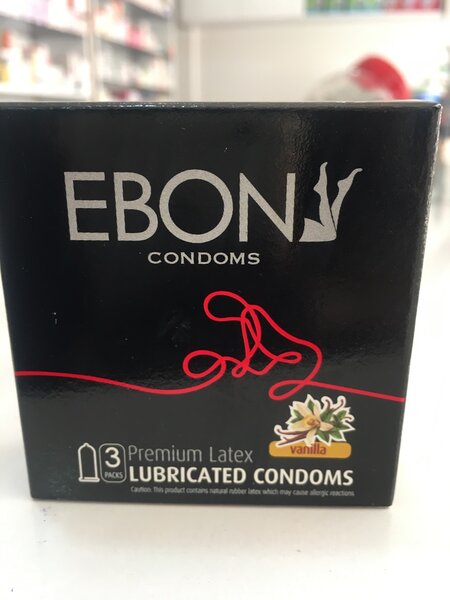 EBONY
CONDOMS
vanilla
3
PACKS
Premium Latex
LUBRICATED CONDOMS
Caution: This product contains natural rubber latex which may cause allergic reactions